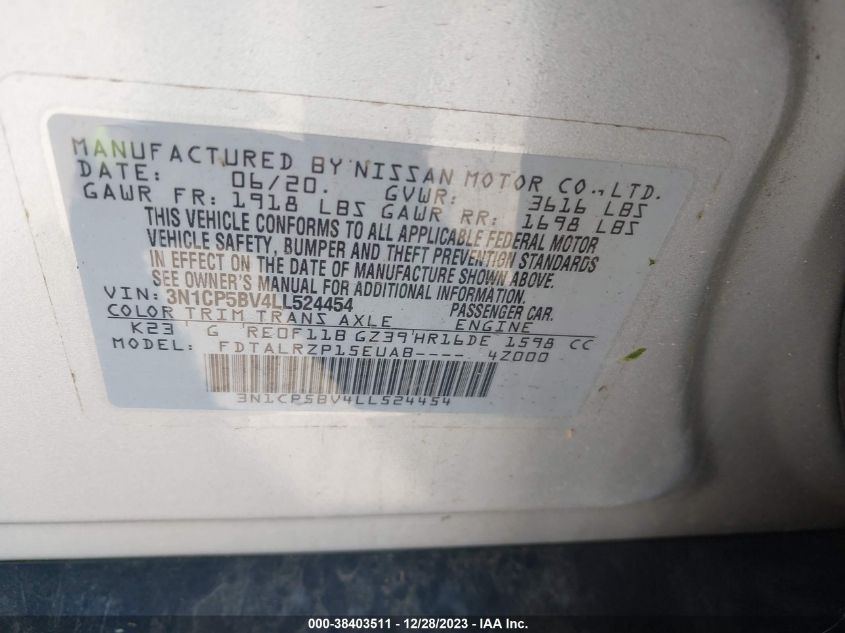 MANUFACTURED BY NISSAN MOTOR CO., LTD.
DATE: 06/20. GVWR: 3616 LBS
GAWR FR: 1918 LBS GAWR RR: 1698 LBS
THIS VEHICLE CONFORMS TO ALL APPLICABLE FEDERAL MOTOR
VEHICLE SAFETY, BUMPER AND THEFT PREVENTION STANDARDS
IN EFFECT ON THE DATE OF MANUFACTURE SHOWN ABOVE.
SEE OWNER'S MANUAL FOR ADDITIONAL INFORMATION.
VIN: 3N1CP5BV4LL524454 PASSENGER CAR.
COLOR TRIM TRANS AXLE ENGINE
K23 G RE0F11B GZ39 HR16DE 1598 CC
MODEL: FDTALRZP15EUAB---- 4Z000
3N1CP5BV4LL524454
000-38403511 - 12/28/2023 - IAA Inc.